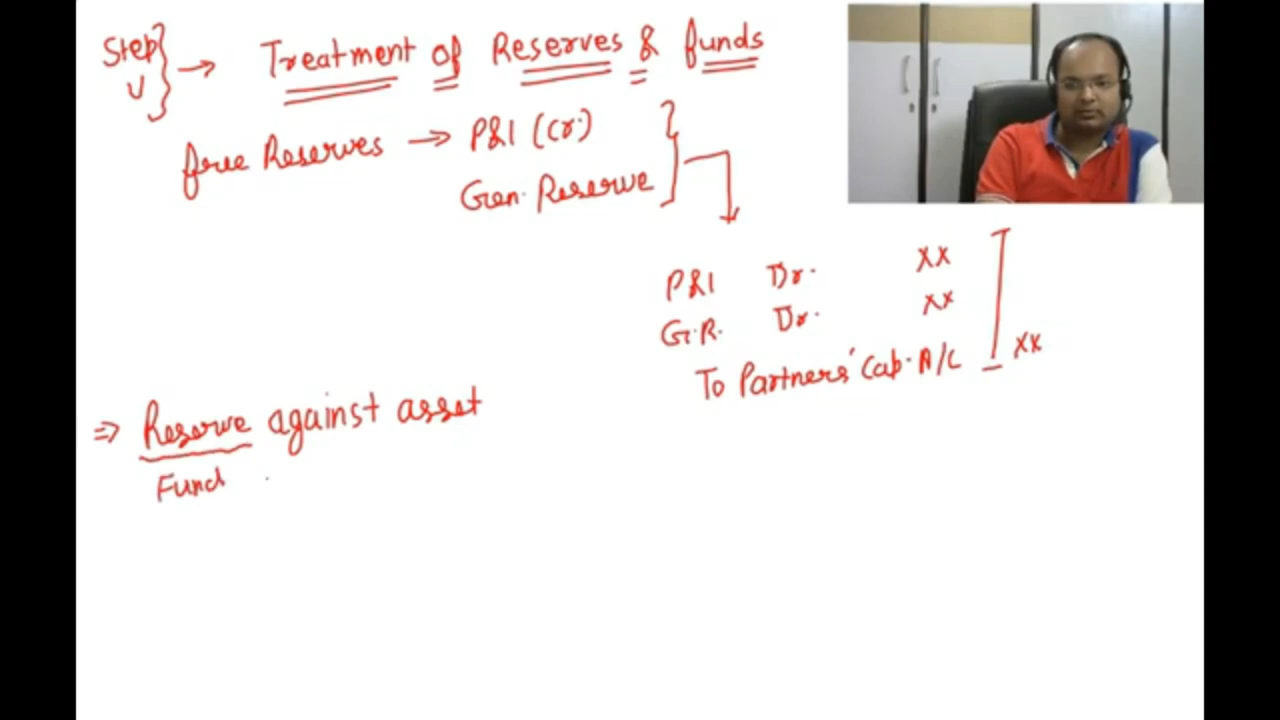 Step V → Treatment of Reserves & funds
free Reserves → P&l (Cr.)
Gen. Reserve
P&l Dr. XX
G.R. Dr. XX
To Partners' Cap. A/C XX
⇒ Reserve against asset
Fund